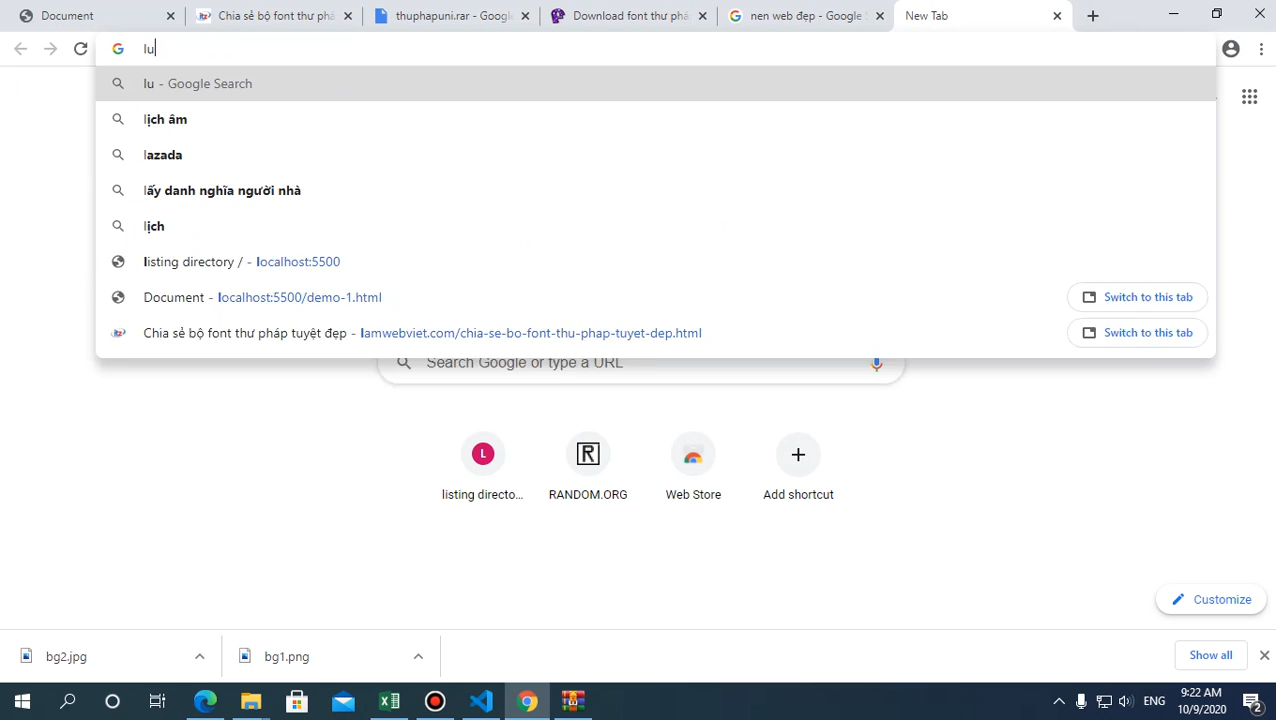 Document
Chia sẻ bộ font thư phá
thuphapuni.rar - Google
Download font thư phá
nen web đẹp - Google S
New Tab
lu
lu - Google Search
lịch âm
lazada
lấy danh nghĩa người nhà
lịch
listing directory / - localhost:5500
Document - localhost:5500/demo-1.html
Switch to this tab
Chia sẻ bộ font thư pháp tuyệt đẹp - lamwebviet.com/chia-se-bo-font-thu-phap-tuyet-dep.html
Switch to this tab
Search Google or type a URL
L
R
listing directo...
RANDOM.ORG
Web Store
Add shortcut
Customize
bg2.jpg
bg1.png
Show all
ENG
9:22 AM
10/9/2020
2